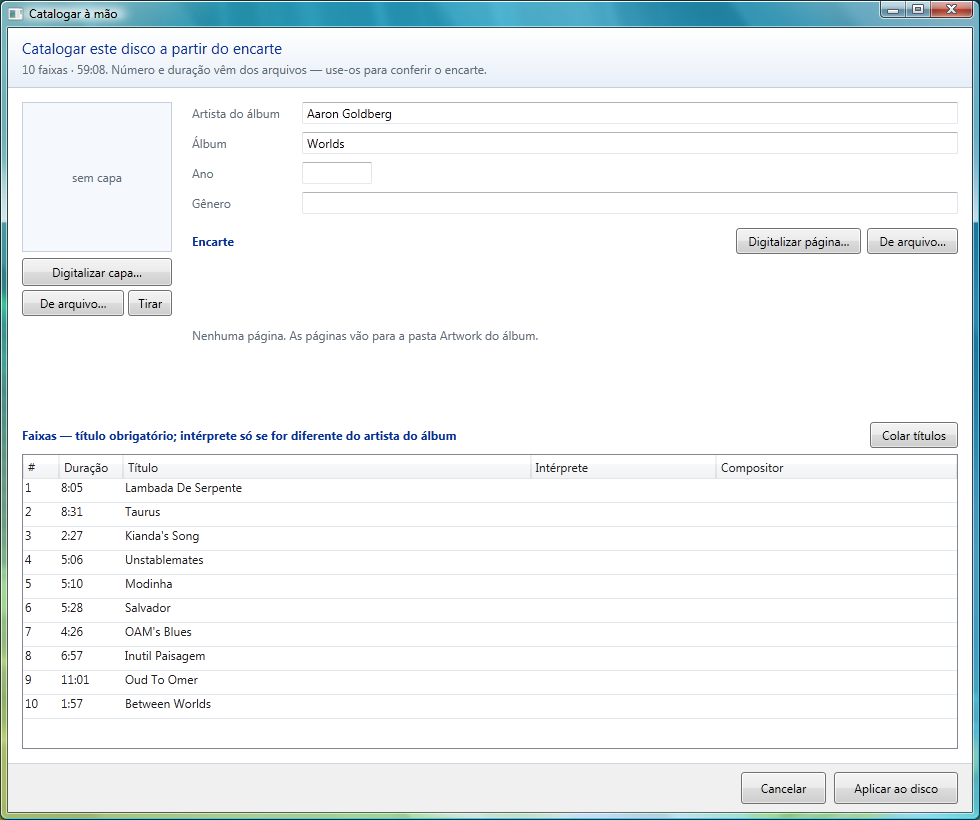 Catalogar à mão
Catalogar este disco a partir do encarte
10 faixas · 59:08. Número e duração vêm dos arquivos — use-os para conferir o encarte.
sem capa
Digitalizar capa...
De arquivo...
Tirar
Artista do álbum
Aaron Goldberg
Álbum
Worlds
Ano
Gênero
Encarte
Digitalizar página...
De arquivo...
Nenhuma página. As páginas vão para a pasta Artwork do álbum.
Faixas — título obrigatório; intérprete só se for diferente do artista do álbum
Colar títulos
# Duração Título Intérprete Compositor
1 8:05 Lambada De Serpente
2 8:31 Taurus
3 2:27 Kianda's Song
4 5:06 Unstablemates
5 5:10 Modinha
6 5:28 Salvador
7 4:26 OAM's Blues
8 6:57 Inutil Paisagem
9 11:01 Oud To Omer
10 1:57 Between Worlds
Cancelar
Aplicar ao disco